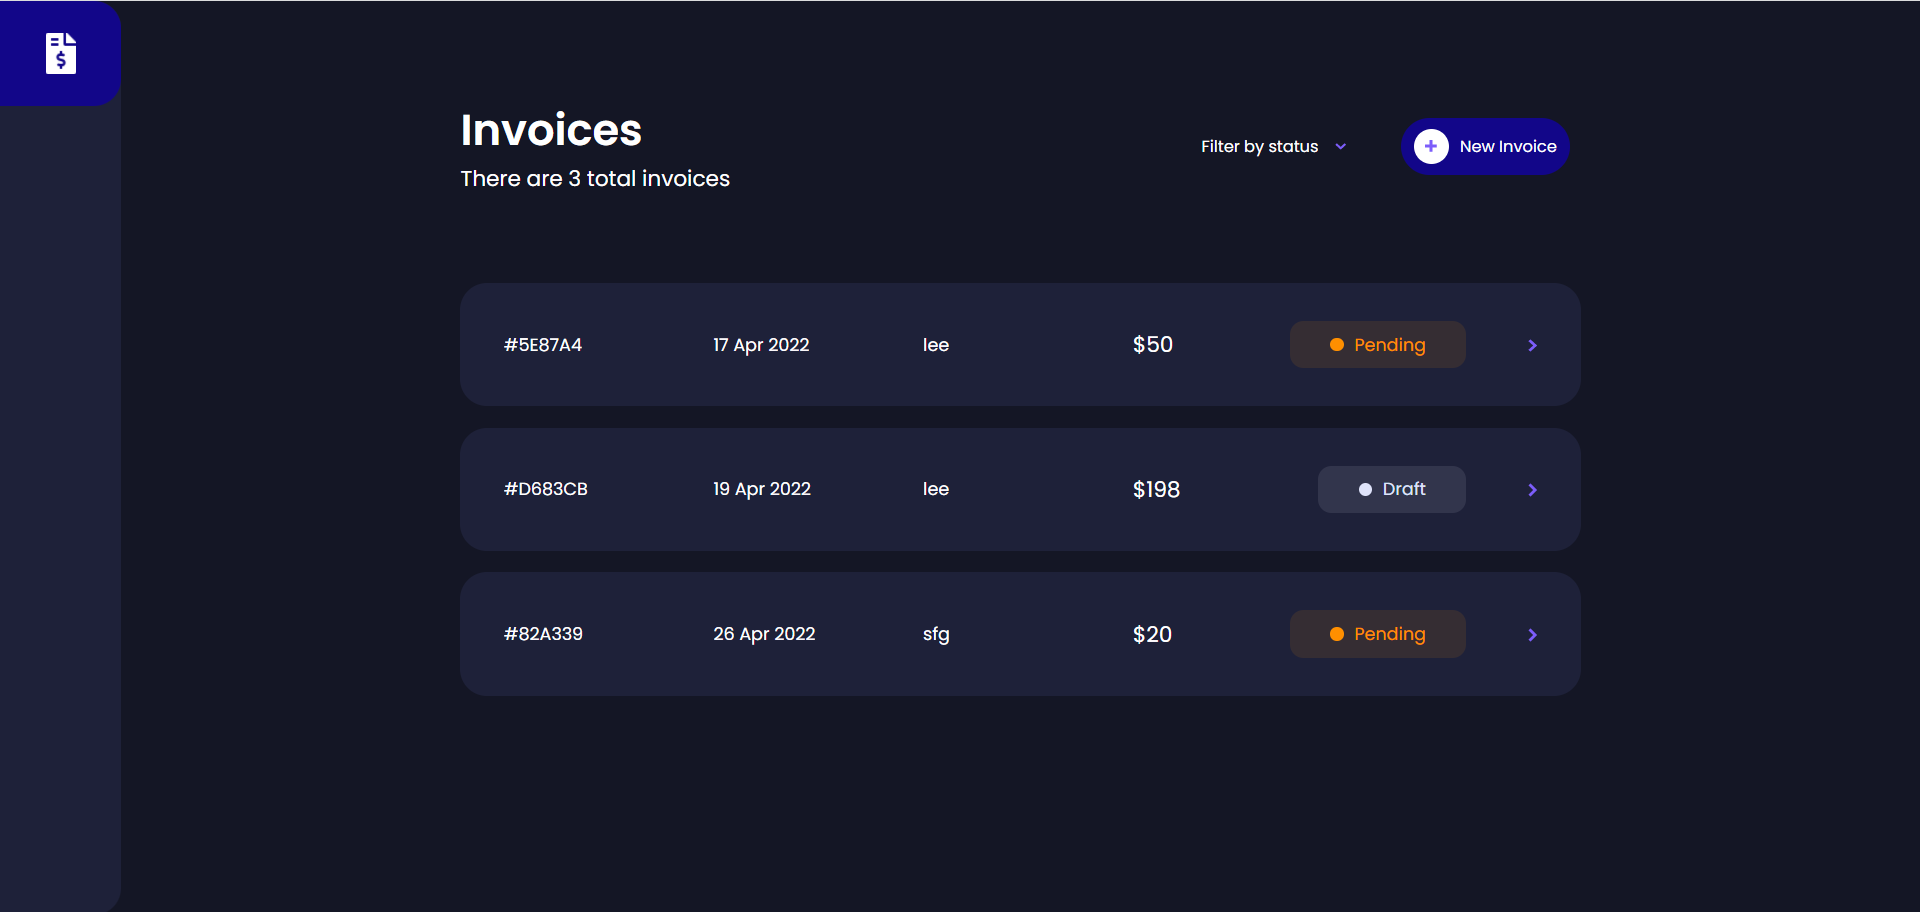 $
Invoices
There are 3 total invoices
Filter by status
New Invoice
#5E87A4 17 Apr 2022 lee $50 Pending
#D683CB 19 Apr 2022 lee $198 Draft
#82A339 26 Apr 2022 sfg $20 Pending